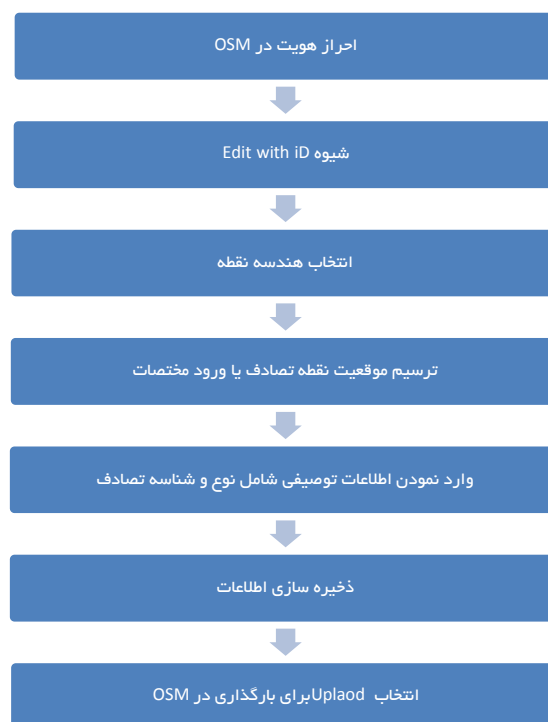 احراز هویت در OSM
شیوه Edit with iD
انتخاب هندسه نقطه
ترسیم موقعیت نقطه تصادف یا ورود مختصات
وارد نمودن اطلاعات توصیفی شامل نوع و شناسه تصادف
ذخیره سازی اطلاعات
انتخاب Uplaodبرای بارگذاری در OSM